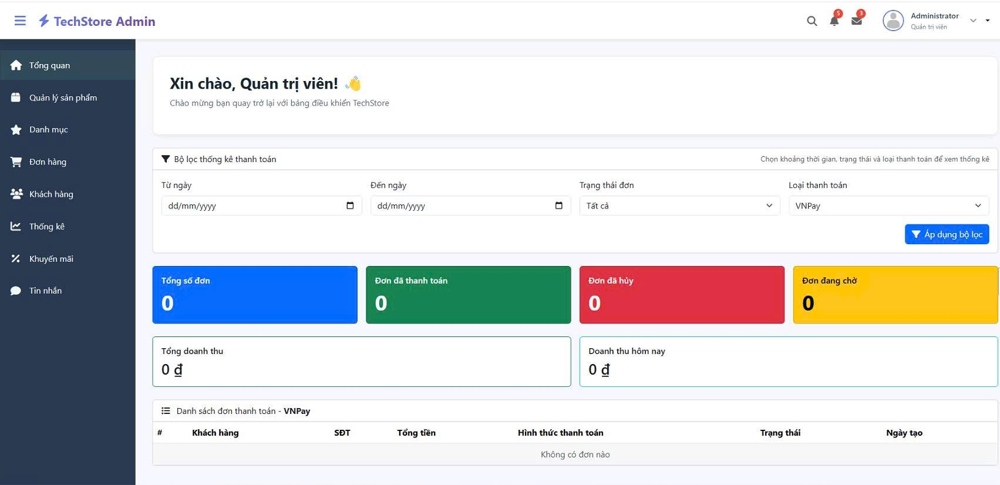 TechStore Admin
5
3
Administrator
Quản trị viên
Tổng quan
Quản lý sản phẩm
Danh mục
Đơn hàng
Khách hàng
Thống kê
Khuyến mãi
Tin nhắn
Xin chào, Quản trị viên! 👋
Chào mừng bạn quay trở lại với bảng điều khiển TechStore
Bộ lọc thống kê thanh toán
Chọn khoảng thời gian, trạng thái và loại thanh toán để xem thống kê
Từ ngày
Đến ngày
Trạng thái đơn
Loại thanh toán
dd/mm/yyyy
dd/mm/yyyy
Tất cả
VNPay
Áp dụng bộ lọc
Tổng số đơn
0
Đơn đã thanh toán
0
Đơn đã hủy
0
Đơn đang chờ
0
Tổng doanh thu
0 ₫
Doanh thu hôm nay
0 ₫
Danh sách đơn thanh toán - VNPay
# Khách hàng SĐT Tổng tiền Hình thức thanh toán Trạng thái Ngày tạo
Không có đơn nào